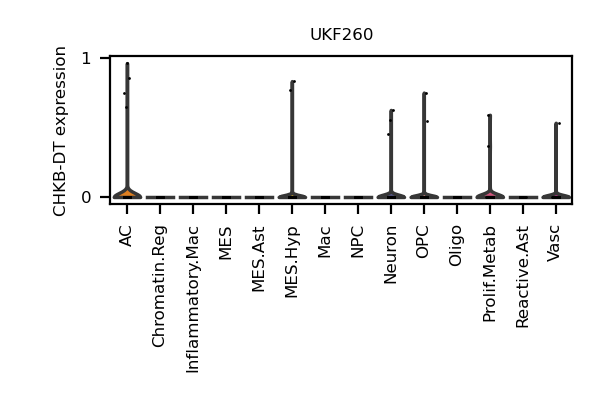 UKF260
CHKB-DT expression
1
0
AC
Chromatin.Reg
Inflammatory.Mac
MES
MES.Ast
MES.Hyp
Mac
NPC
Neuron
OPC
Oligo
Prolif.Metab
Reactive.Ast
Vasc